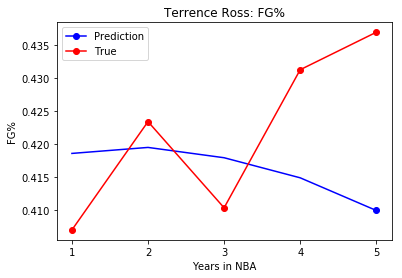 Terrence Ross: FG%
Prediction
True
FG%
0.435
0.430
0.425
0.420
0.415
0.410
1 2 3 4 5
Years in NBA